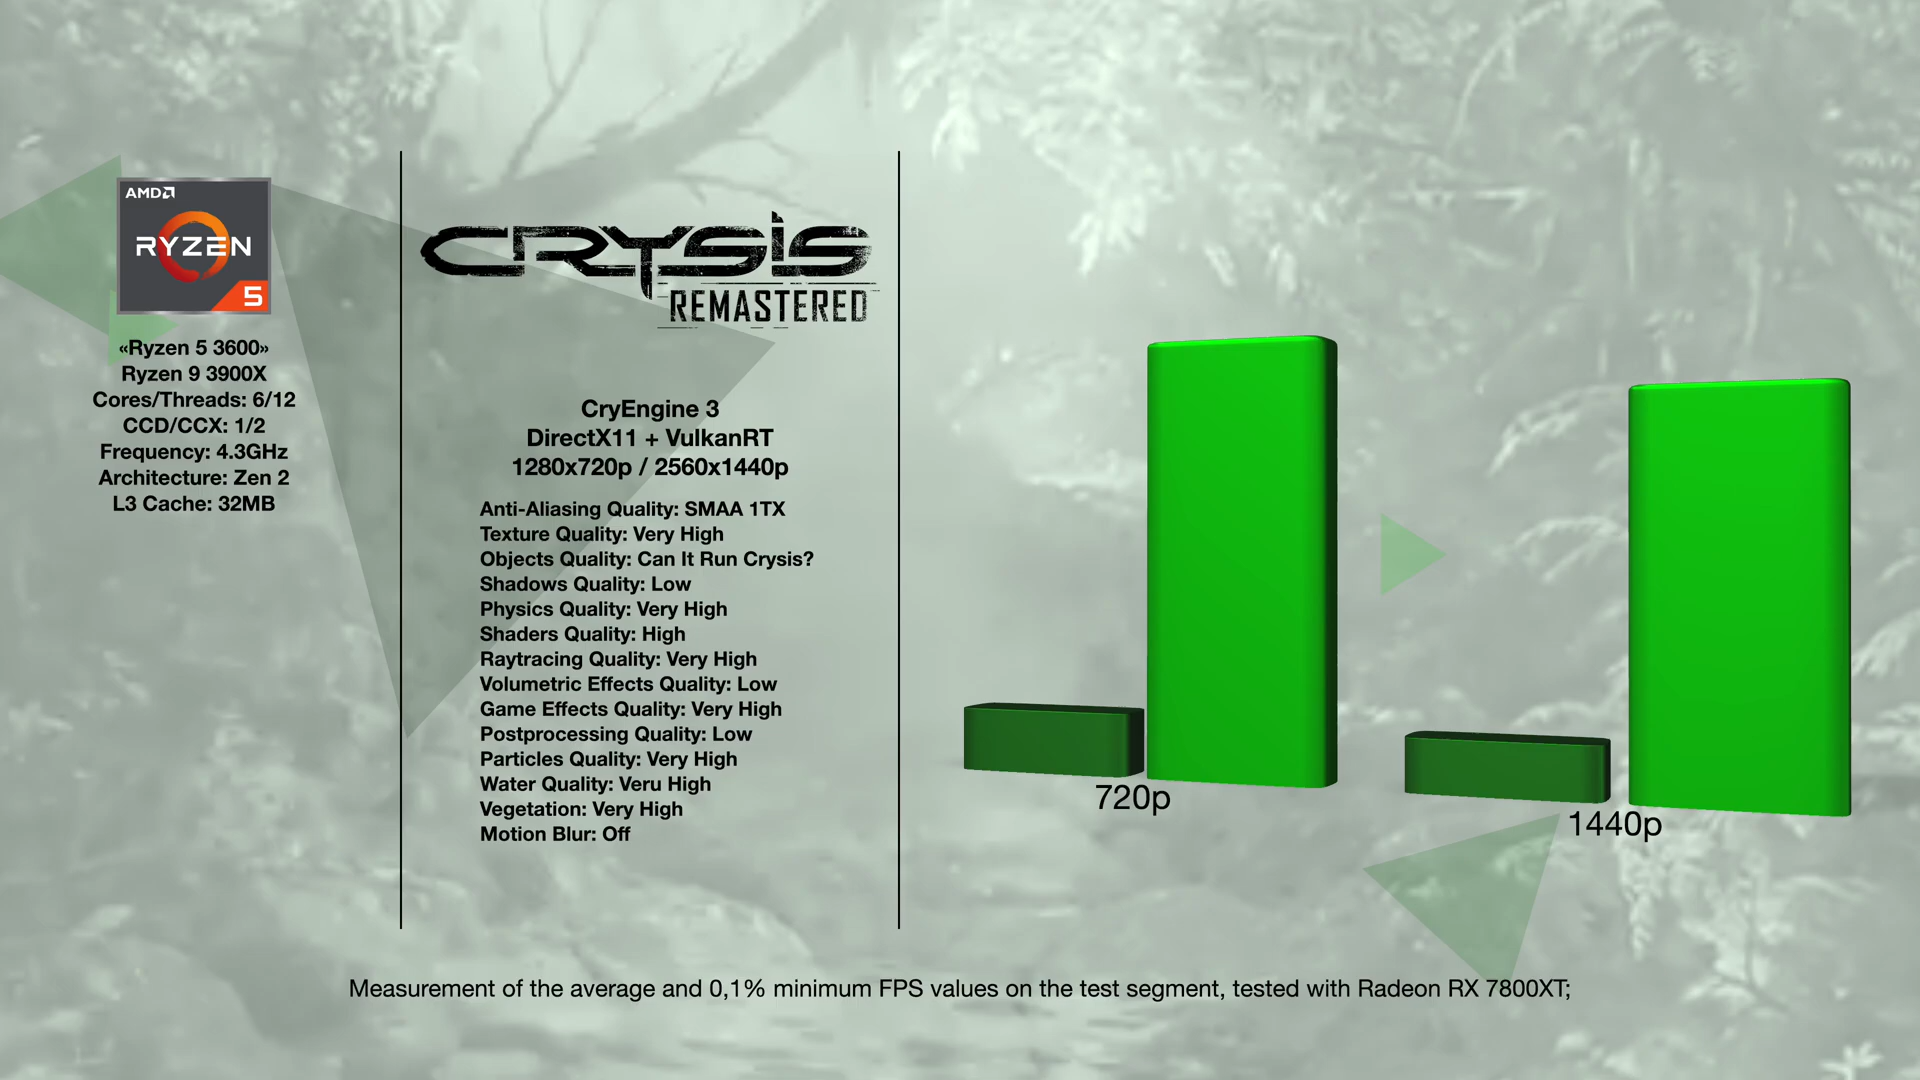 AMD
RYZEN
5
«Ryzen 5 3600»
Ryzen 9 3900X
Cores/Threads: 6/12
CCD/CCX: 1/2
Frequency: 4.3GHz
Architecture: Zen 2
L3 Cache: 32MB
CRYSIS
REMASTERED
CryEngine 3
DirectX11 + VulkanRT
1280x720p / 2560x1440p
Anti-Aliasing Quality: SMAA 1TX
Texture Quality: Very High
Objects Quality: Can It Run Crysis?
Shadows Quality: Low
Physics Quality: Very High
Shaders Quality: High
Raytracing Quality: Very High
Volumetric Effects Quality: Low
Game Effects Quality: Very High
Postprocessing Quality: Low
Particles Quality: Very High
Water Quality: Veru High
Vegetation: Very High
Motion Blur: Off
720p
1440p
Measurement of the average and 0,1% minimum FPS values on the test segment, tested with Radeon RX 7800XT;